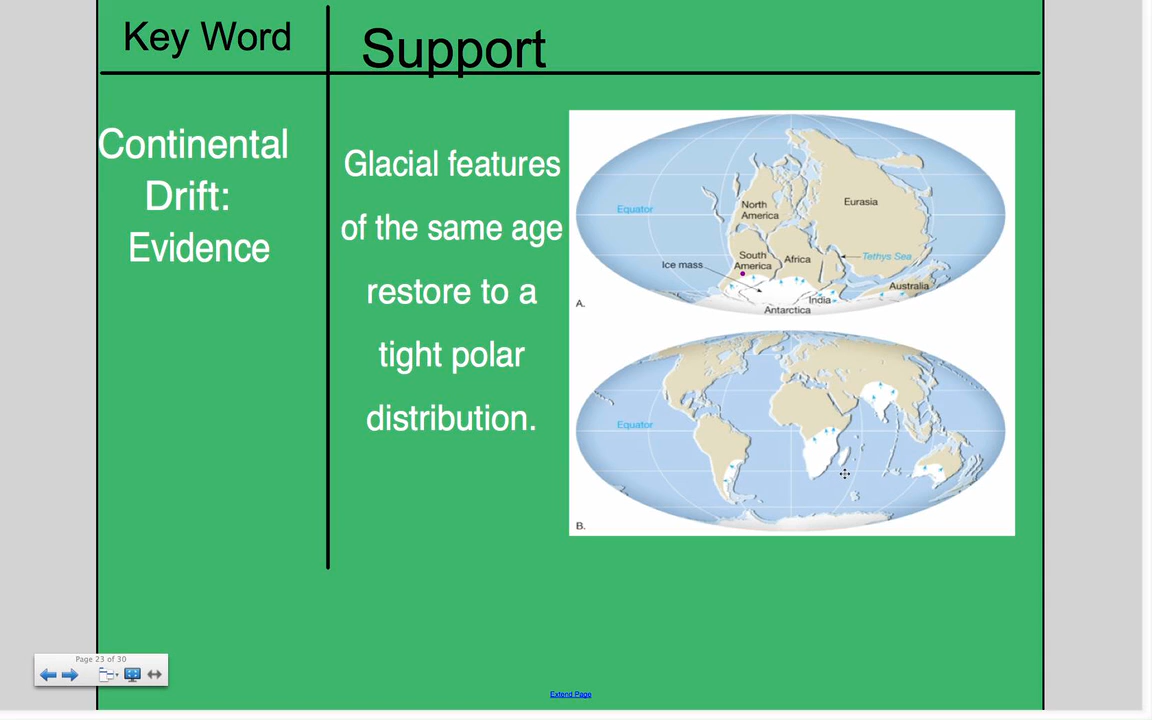 Key Word
Support
Continental
Drift:
Evidence
Glacial features
of the same age
restore to a
tight polar
distribution.
Equator
North
America
Eurasia
South
America
Africa
Tethys Sea
Ice mass
India
Australia
Antarctica
A.
Equator
B.
Page 23 of 30
Extend Page